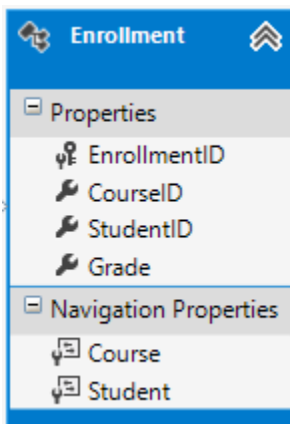 Enrollment
Properties
EnrollmentID
CourseID
StudentID
Grade
Navigation Properties
Course
Student